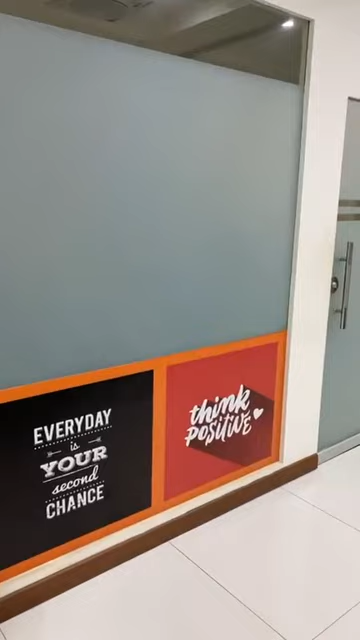 EVERYDAY
is
YOUR
second
CHANCE
think
POSITIVE